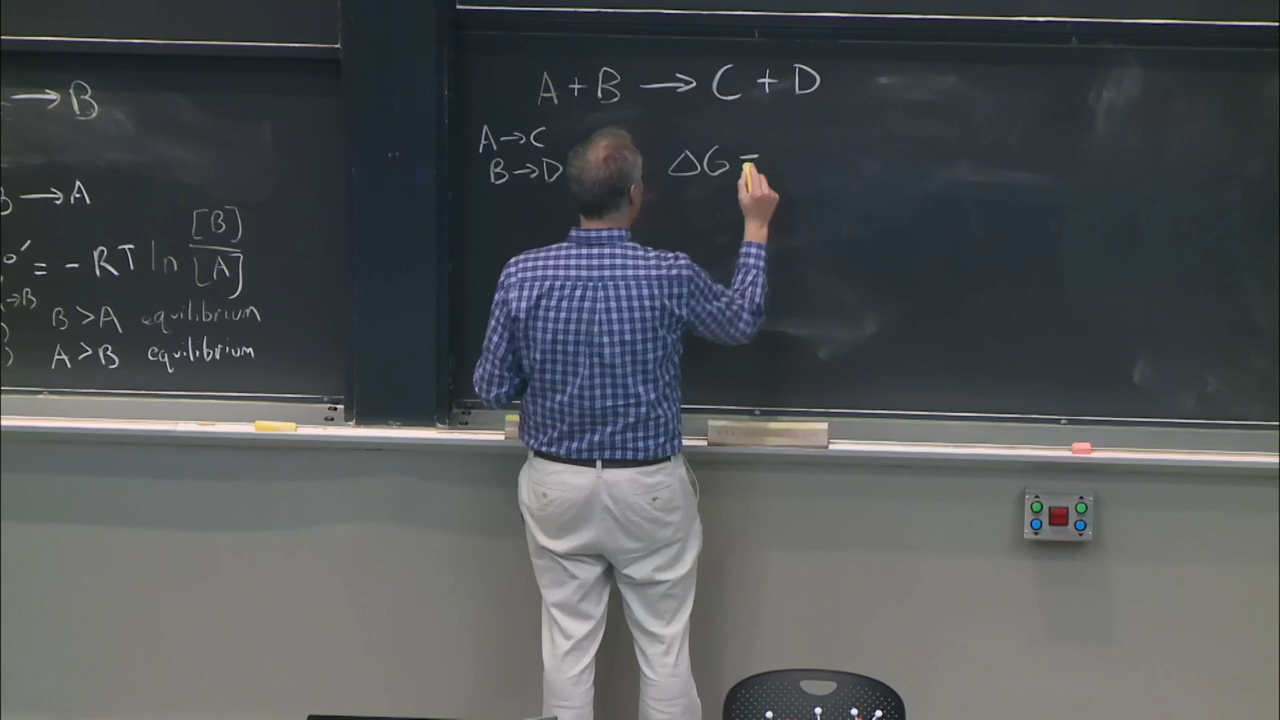 → B
→ A
°' = - RT ln [B] / [A]
→B
B > A equilibrium
A > B equilibrium
A + B → C + D
A → C
B → D
ΔG =